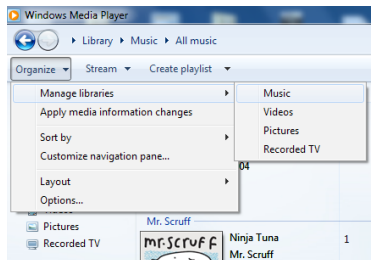 Windows Media Player
Library Music All music
Organize Stream Create playlist
Manage libraries
Apply media information changes
Sort by
Customize navigation pane...
Layout
Options...
Music
Videos
Pictures
Recorded TV
04
Pictures
Recorded TV
Mr. Scruff
mr.scruff
Ninja Tuna 1
Mr. Scruff